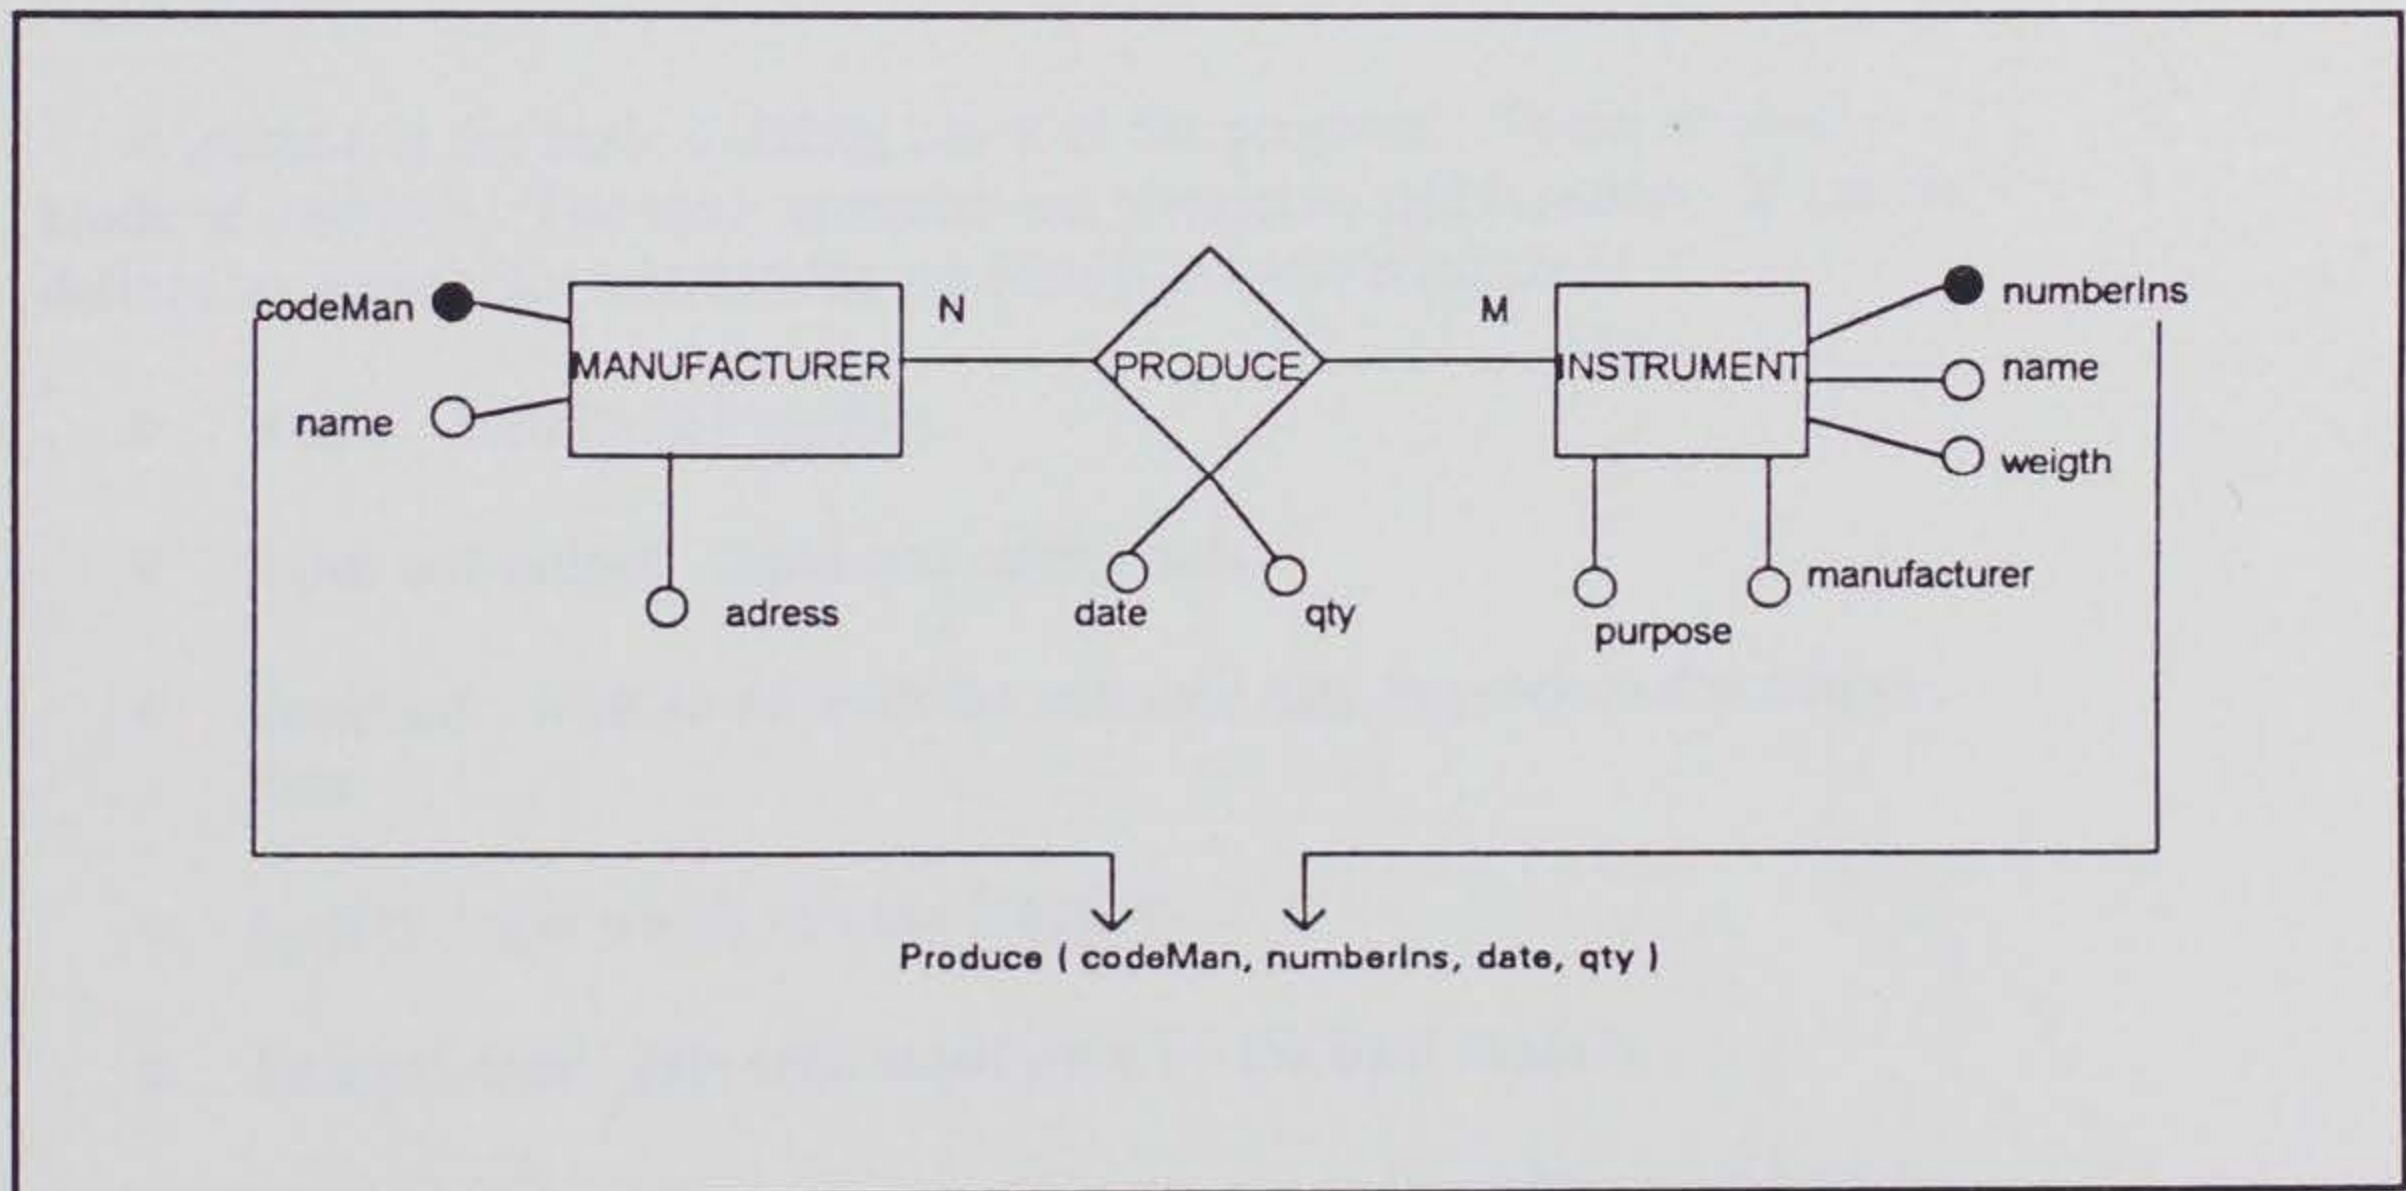 codeMan
name
MANUFACTURER
adress
N
PRODUCE
date
qty
M
INSTRUMENT
numberIns
name
weigth
manufacturer
purpose
Produce ( codeMan, numberIns, date, qty )